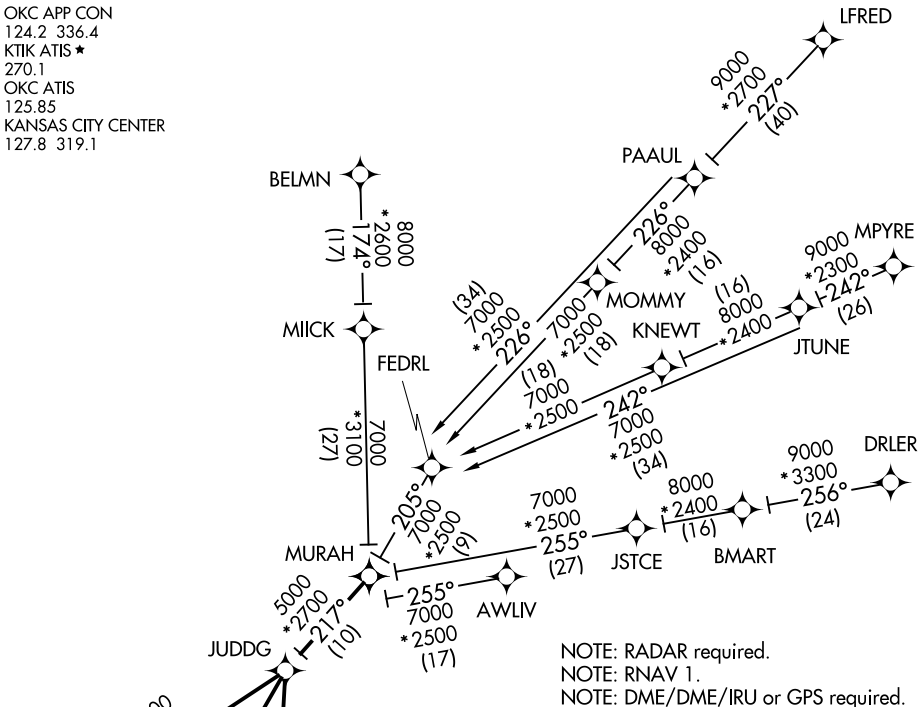 OKC APP CON
124.2 336.4
KTIK ATIS ★
270.1
OKC ATIS
125.85
KANSAS CITY CENTER
127.8 319.1
LFRED
9000
*2700
227°
(40)
PAAUL
226°
8000
*2400
(16)
BELMN
8000
*2600
174°
(17)
MPYRE
9000
*2300
242°
(26)
MOMMY
(34)
7000
*2500
226°
7000
*2500
(18)
KNEWT
(16)
8000
*2400
JTUNE
MIICK
FEDRL
(18)
7000
*2500
242°
7000
*2500
(34)
7000
*3100
(27)
DRLER
9000
*3300
256°
(24)
8000
*2400
(16)
BMART
205°
7000
*2500
(9)
7000
*2500
255°
(27)
JSTCE
MURAH
255°
7000
*2500
(17)
AWLIV
5000
*2700
217°
(10)
JUDDG
NOTE: RADAR required.
NOTE: RNAV 1.
NOTE: DME/DME/IRU or GPS required.